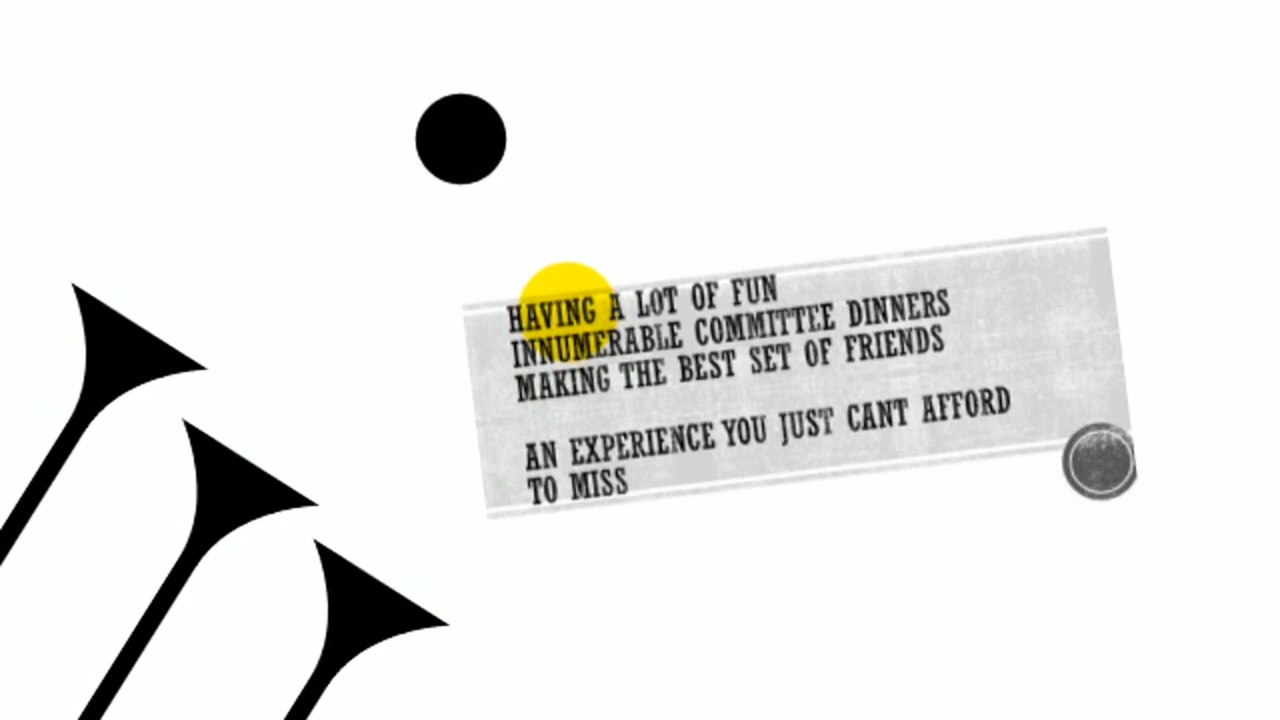 HAVING A LOT OF FUN
INNUMERABLE COMMITTEE DINNERS
MAKING THE BEST SET OF FRIENDS
AN EXPERIENCE YOU JUST CANT AFFORD
TO MISS